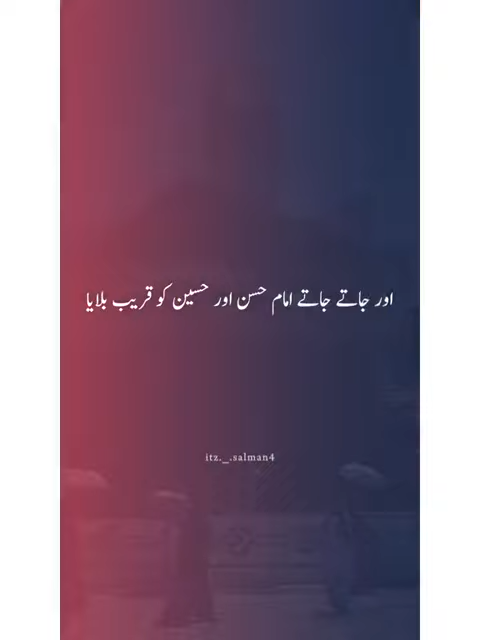 اور جاتے جاتے امام حسن اور حسین کو قریب بلایا
itz._.salman4